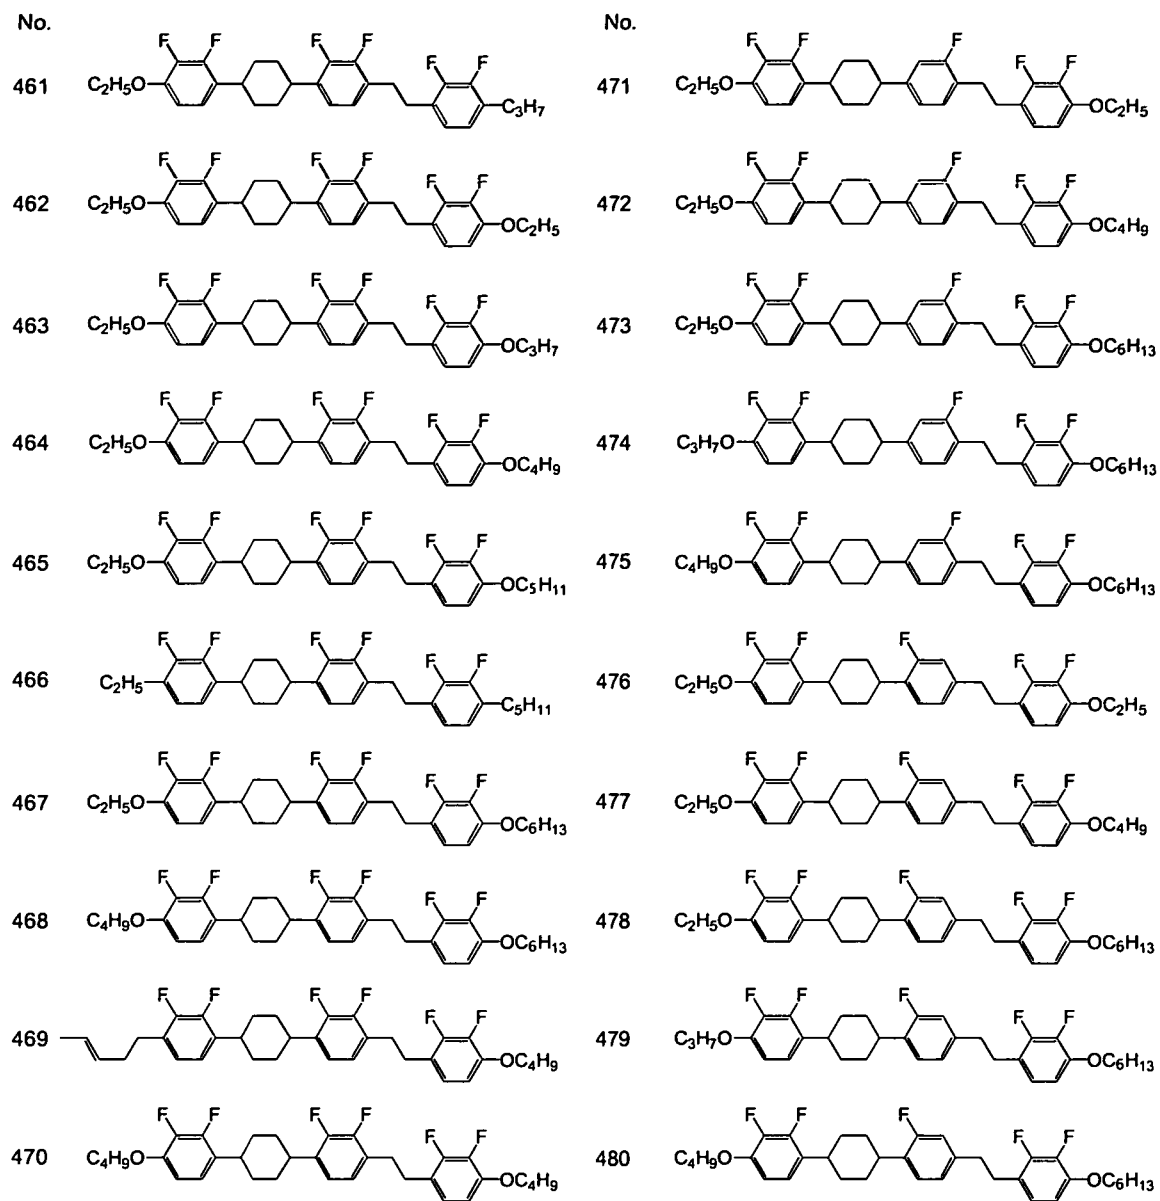 No.
F F F F F F
461 C2H5O C3H7
F F F F F F
462 C2H5O OC2H5
F F F F F F
463 C2H5O OC3H7
F F F F F F
464 C2H5O OC4H9
F F F F F F
465 C2H5O OC5H11
F F F F F F
466 C2H5 C5H11
F F F F F F
467 C2H5O OC6H13
F F F F F F
468 C4H9O OC6H13
F F F F F F
469 OC4H9
F F F F F F
470 C4H9O OC4H9
No.
F F F F F
471 C2H5O OC2H5
F F F F F
472 C2H5O OC4H9
F F F F F
473 C2H5O OC6H13
F F F F F
474 C3H7O OC6H13
F F F F F
475 C4H9O OC6H13
F F F F F
476 C2H5O OC2H5
F F F F F
477 C2H5O OC4H9
F F F F F
478 C2H5O OC6H13
F F F F F
479 C3H7O OC6H13
F F F F F
480 C4H9O OC6H13